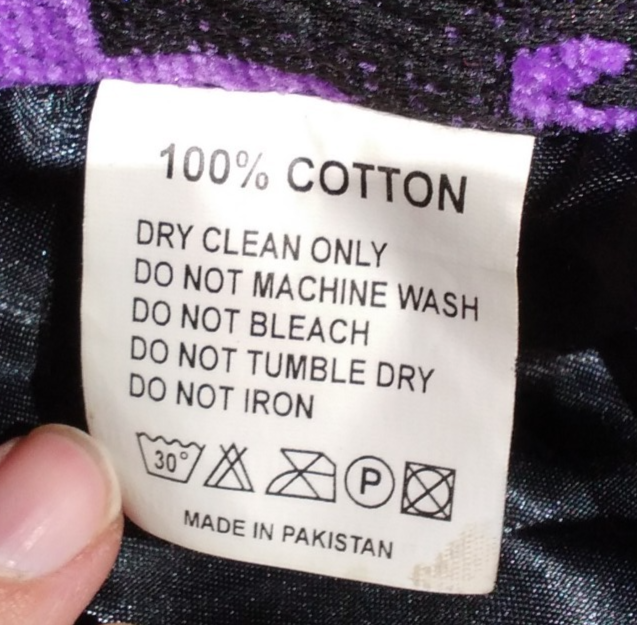 100% COTTON
DRY CLEAN ONLY
DO NOT MACHINE WASH
DO NOT BLEACH
DO NOT TUMBLE DRY
DO NOT IRON
30° P
MADE IN PAKISTAN